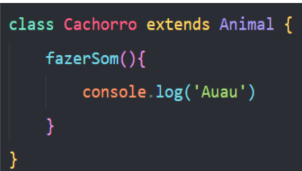 class Cachorro extends Animal {
fazerSom(){
console.log('Auau')
}
}